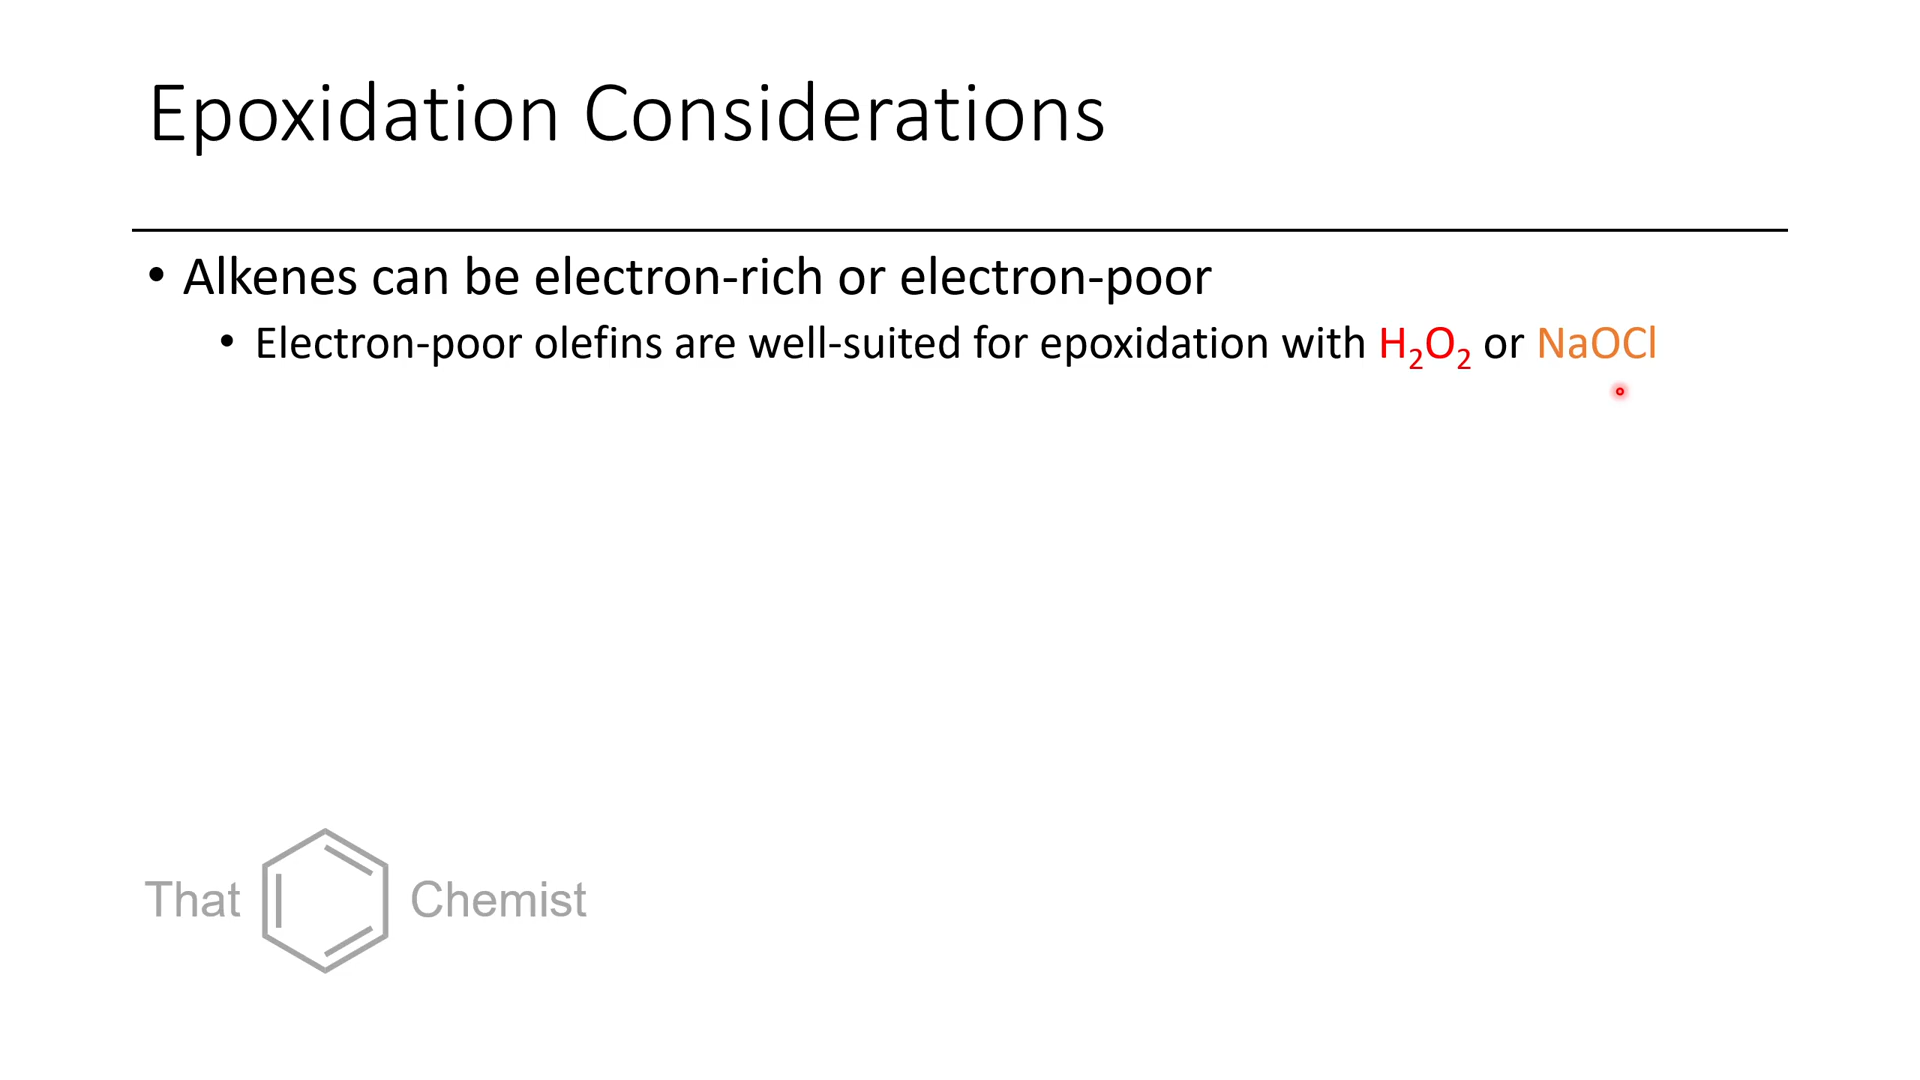 Epoxidation Considerations
• Alkenes can be electron-rich or electron-poor
• Electron-poor olefins are well-suited for epoxidation with H₂O₂ or NaOCl
That Chemist